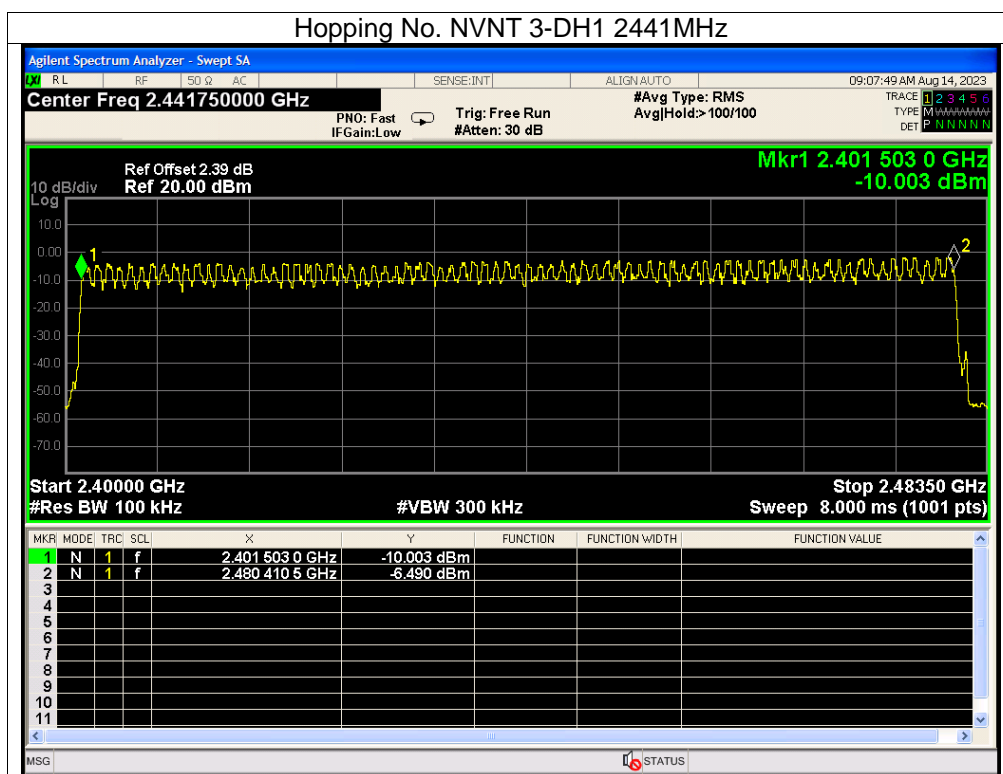 Hopping No. NVNT 3-DH1 2441MHz
Agilent Spectrum Analyzer - Swept SA
LXI RL RF 50 Ω AC SENSE:INT ALIGN AUTO 09:07:49 AM Aug 14, 2023
Center Freq 2.441750000 GHz
PNO: Fast
IFGain:Low
Trig: Free Run
#Atten: 30 dB
#Avg Type: RMS
Avg|Hold:>100/100
TRACE 1 2 3 4 5 6
TYPE M
DET P N N N N N
Mkr1 2.401 503 0 GHz
-10.003 dBm
Ref Offset 2.39 dB
10 dB/div Ref 20.00 dBm
Log
10.0
0.00
-10.0
-20.0
-30.0
-40.0
-50.0
-60.0
-70.0
1
2
Start 2.40000 GHz Stop 2.48350 GHz
#Res BW 100 kHz #VBW 300 kHz Sweep 8.000 ms (1001 pts)
MKR MODE TRC SCL X Y FUNCTION FUNCTION WIDTH FUNCTION VALUE
1 N 1 f 2.401 503 0 GHz -10.003 dBm
2 N 1 f 2.480 410 5 GHz -6.490 dBm
3
4
5
6
7
8
9
10
11
MSG STATUS